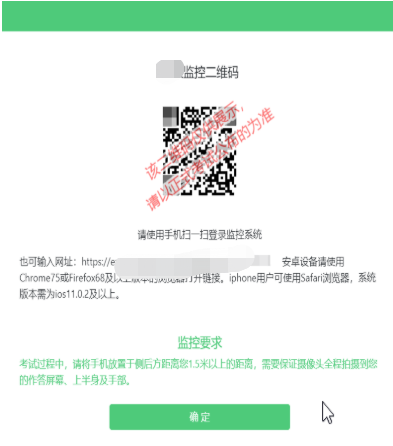 监控二维码
该二维码仅供展示，
请以正式考试公布的为准
请使用手机扫一扫登录监控系统
也可输入网址：https://e 安卓设备请使用
Chrome75或Firefox68及以上版本的浏览器打开链接。iphone用户可使用Safari浏览器，系统
版本需为ios11.0.2及以上。
监控要求
考试过程中，请将手机放置于侧后方距离您1.5米以上的距离，需要保证摄像头全程拍摄到您
的作答屏幕、上半身及手部。
确定